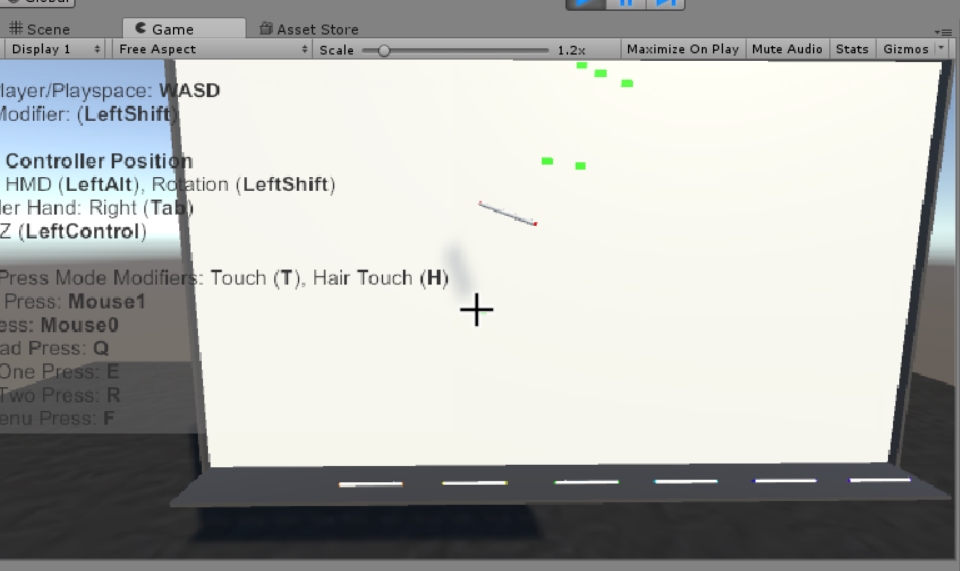 Global
Scene
Game
Asset Store
Display 1
Free Aspect
Scale
1.2x
Maximize On Play
Mute Audio
Stats
Gizmos
layer/Playspace: WASD
Modifier: (LeftShift)
Controller Position
HMD (LeftAlt), Rotation (LeftShift)
ler Hand: Right (Tab)
Z (LeftControl)
Press Mode Modifiers: Touch (T), Hair Touch (H)
Press: Mouse1
ess: Mouse0
ad Press: Q
One Press: E
Two Press: R
enu Press: F